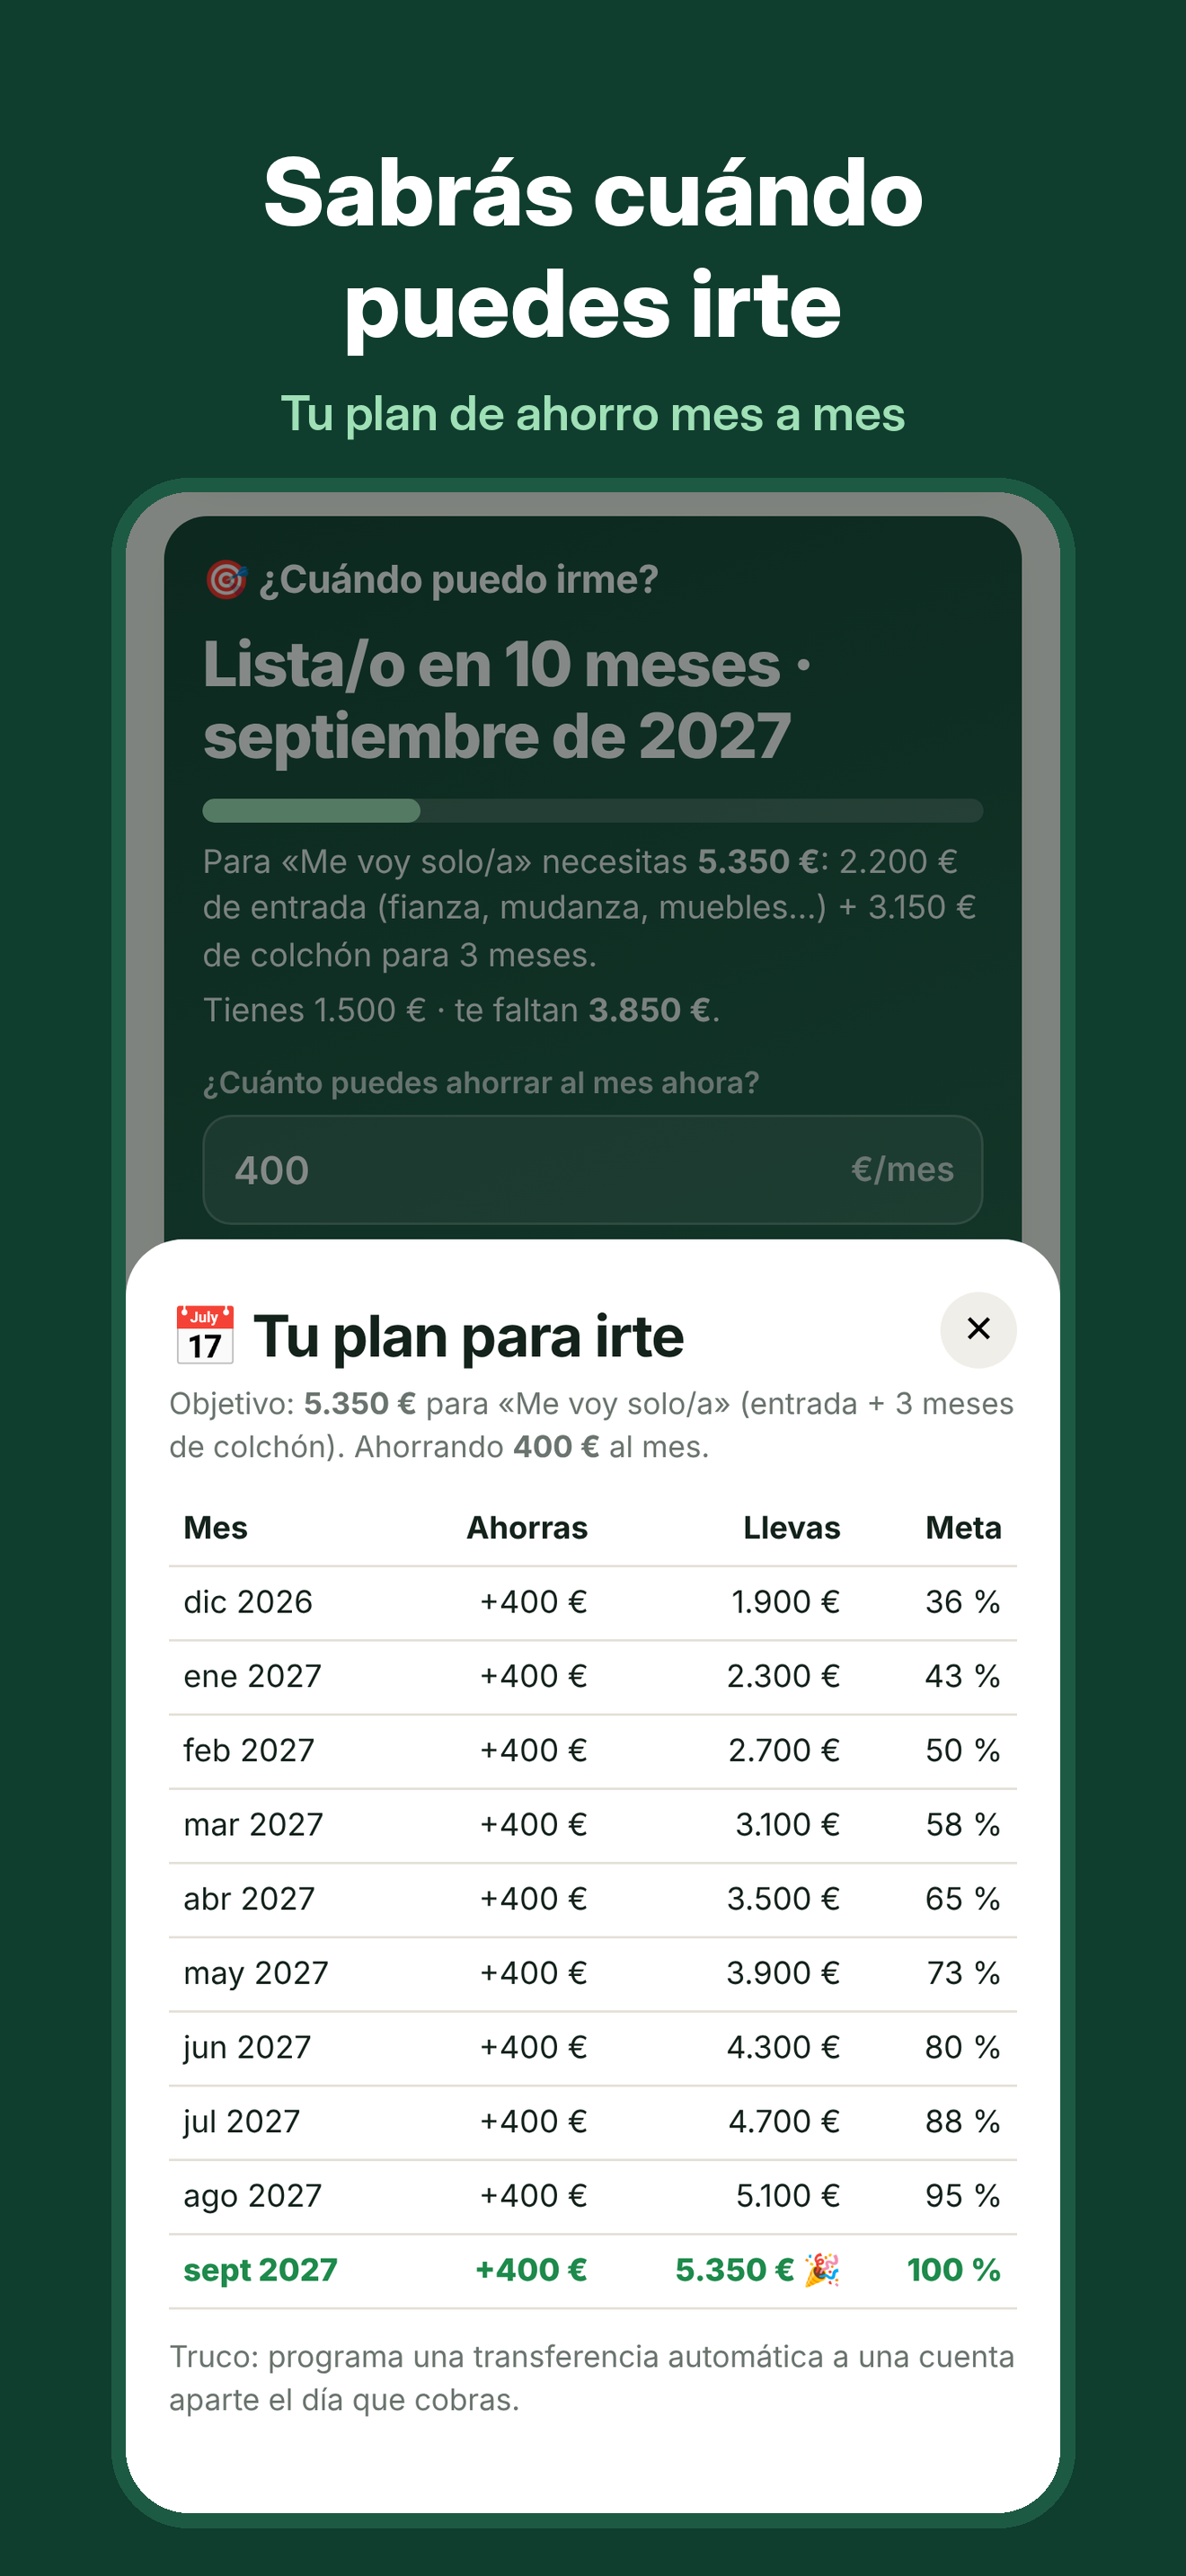 Sabrás cuándo
puedes irte
Tu plan de ahorro mes a mes
🎯 ¿Cuándo puedo irme?
Lista/o en 10 meses ·
septiembre de 2027
Para «Me voy solo/a» necesitas 5.350 €: 2.200 €
de entrada (fianza, mudanza, muebles...) + 3.150 €
de colchón para 3 meses.
Tienes 1.500 € · te faltan 3.850 €.
¿Cuánto puedes ahorrar al mes ahora?
400 €/mes
📅 Tu plan para irte ✕
July
17
Objetivo: 5.350 € para «Me voy solo/a» (entrada + 3 meses
de colchón). Ahorrando 400 € al mes.
Mes Ahorras Llevas Meta
dic 2026 +400 € 1.900 € 36 %
ene 2027 +400 € 2.300 € 43 %
feb 2027 +400 € 2.700 € 50 %
mar 2027 +400 € 3.100 € 58 %
abr 2027 +400 € 3.500 € 65 %
may 2027 +400 € 3.900 € 73 %
jun 2027 +400 € 4.300 € 80 %
jul 2027 +400 € 4.700 € 88 %
ago 2027 +400 € 5.100 € 95 %
sept 2027 +400 € 5.350 € 🎉 100 %
Truco: programa una transferencia automática a una cuenta
aparte el día que cobras.